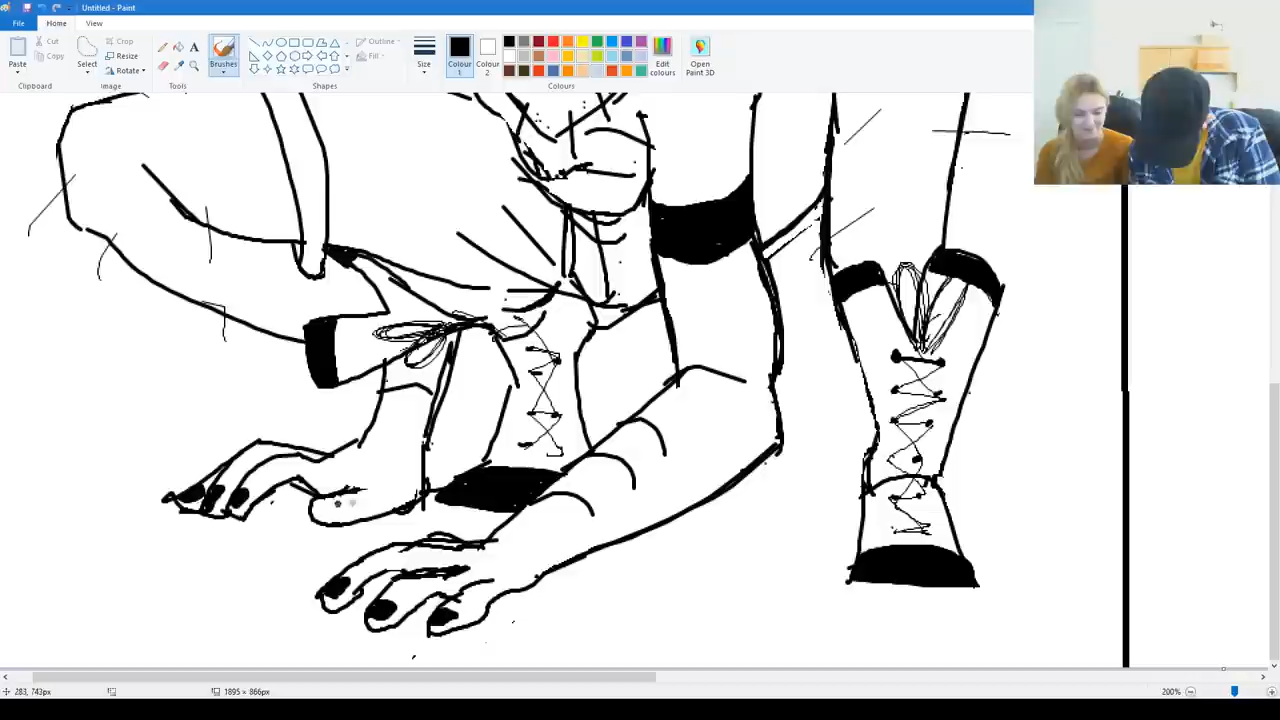 Untitled - Paint
File
Home
View
Paste
Cut
Copy
Select
Crop
Resize
Rotate
A
Brushes
Outline
Fill
Size
Colour 1
Colour 2
Edit colours
Open Paint 3D
Clipboard
Image
Tools
Shapes
Colours
283, 743px
1895 × 866px
200%